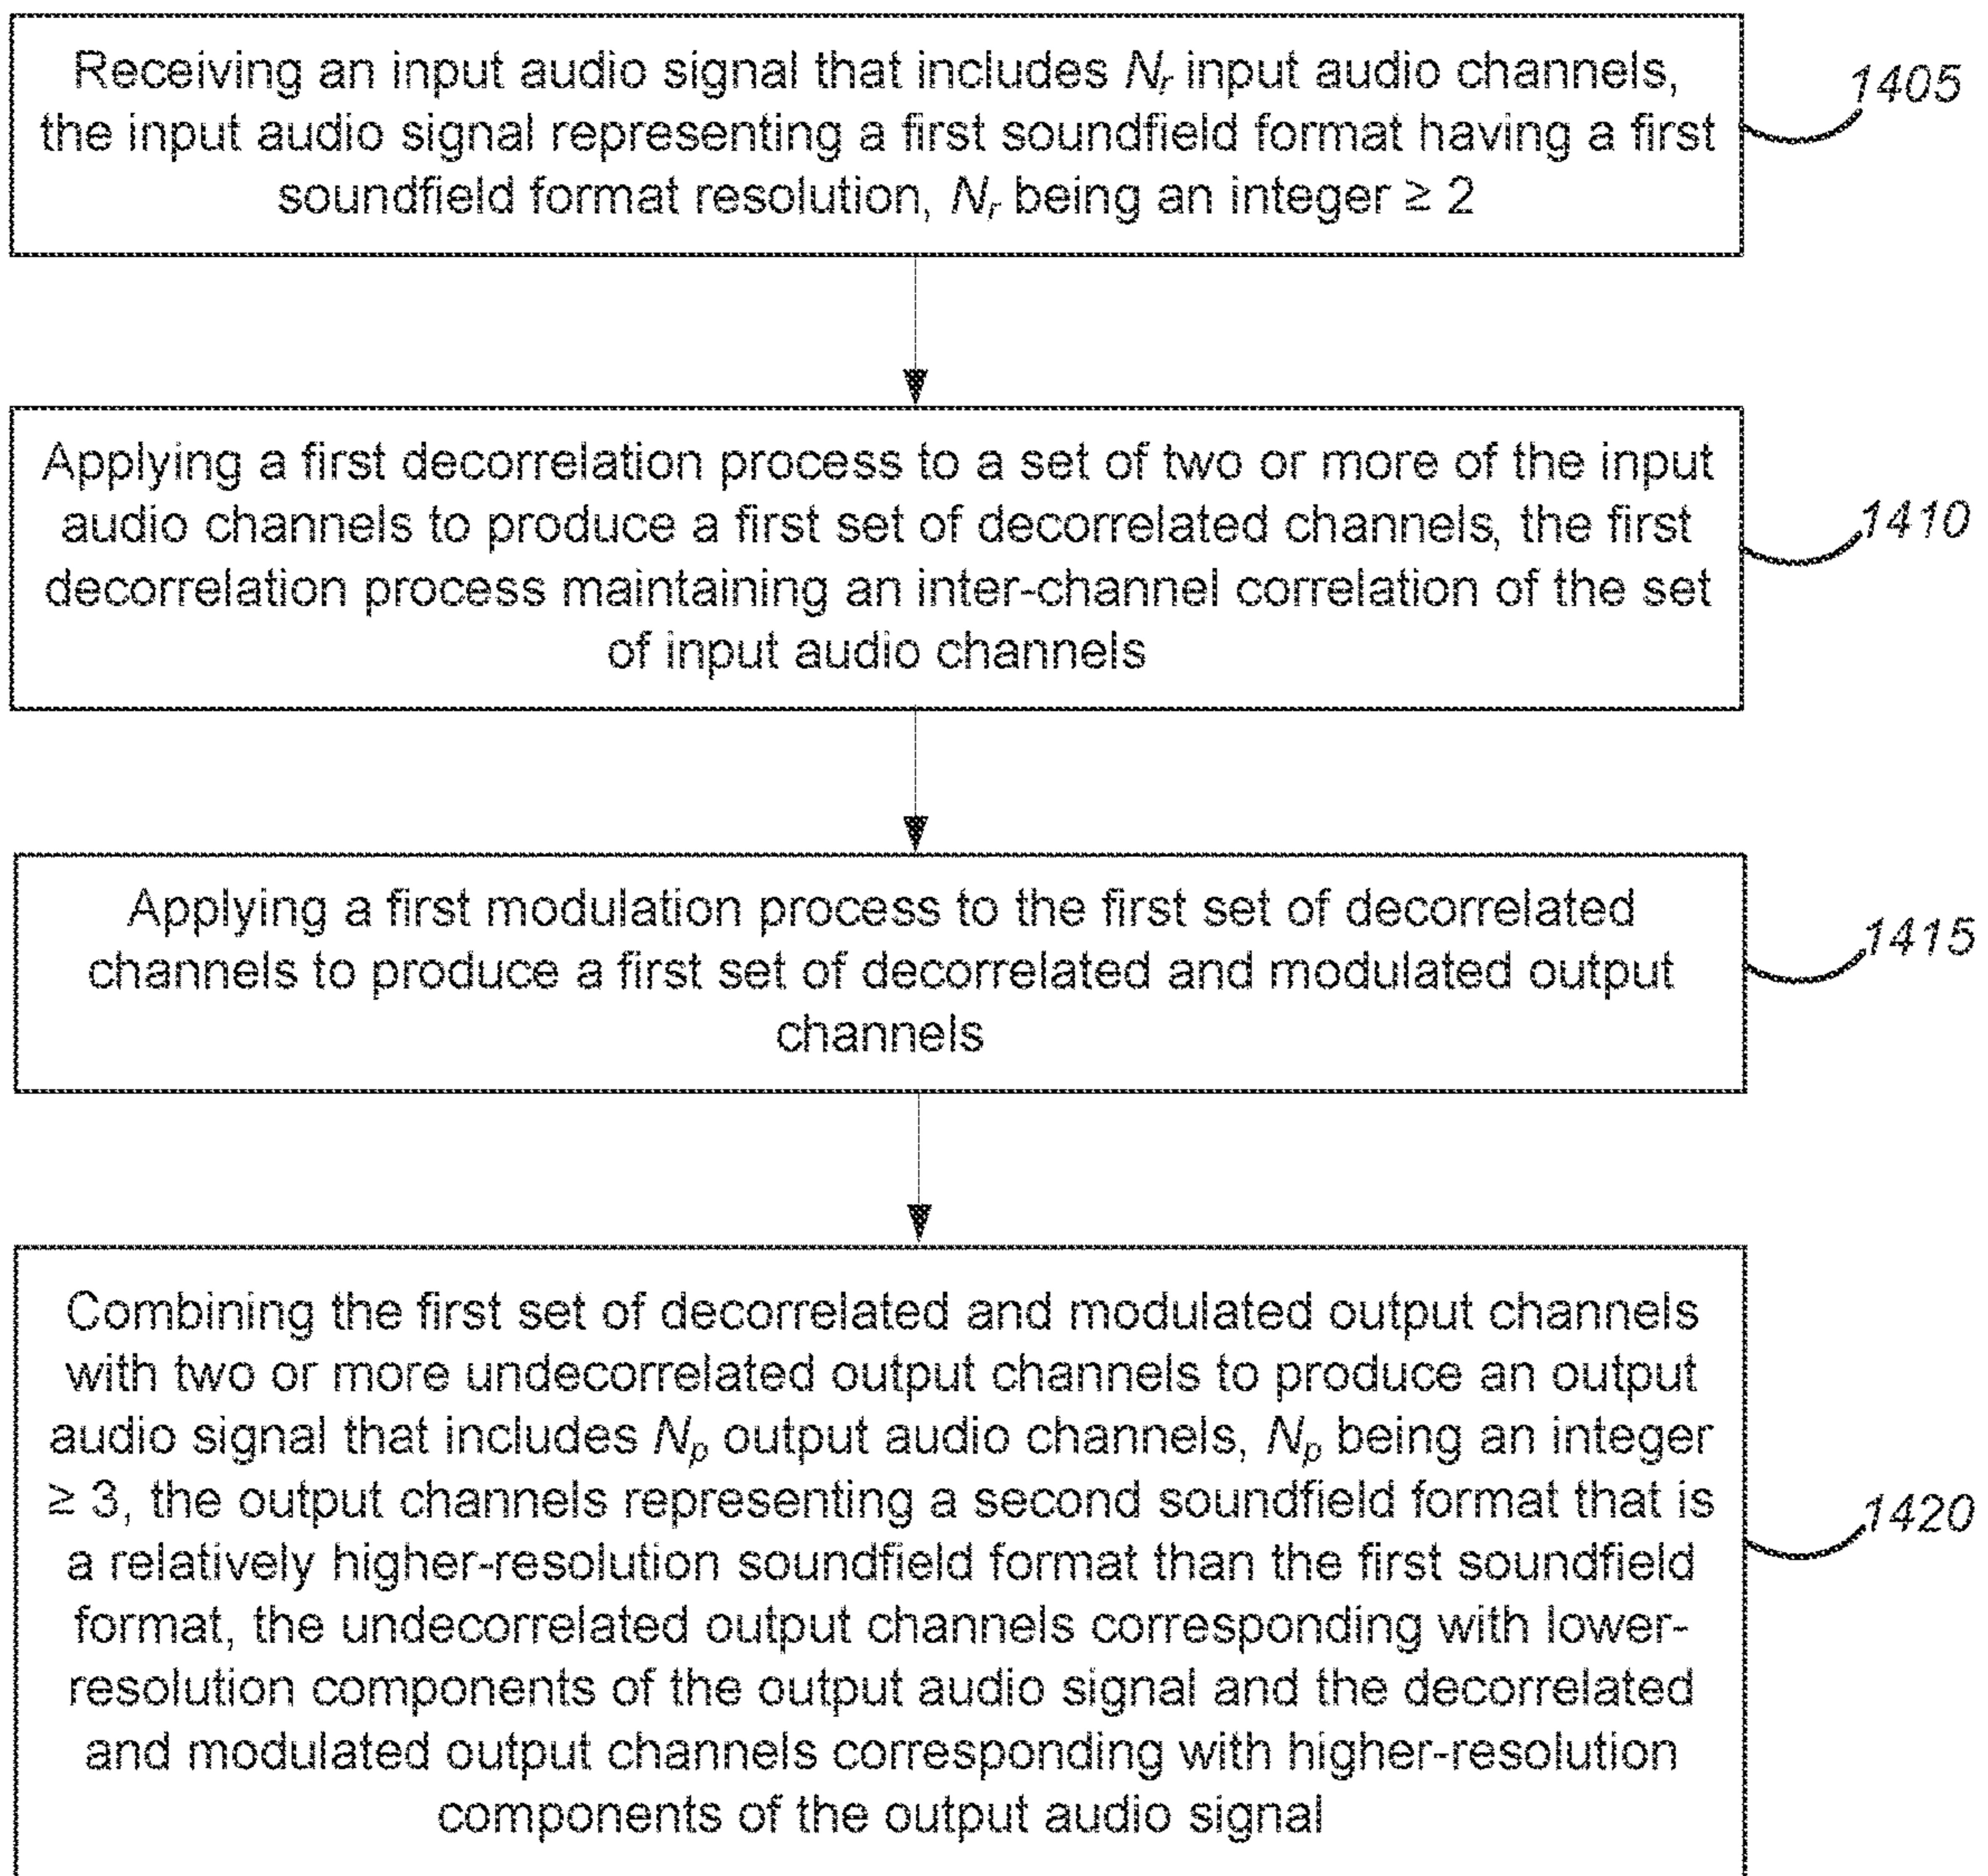 Receiving an input audio signal that includes Nr input audio channels,
the input audio signal representing a first soundfield format having a first
soundfield format resolution, Nr being an integer ≥ 2
1405
Applying a first decorrelation process to a set of two or more of the input
audio channels to produce a first set of decorrelated channels, the first
decorrelation process maintaining an inter-channel correlation of the set
of input audio channels
1410
Applying a first modulation process to the first set of decorrelated
channels to produce a first set of decorrelated and modulated output
channels
1415
Combining the first set of decorrelated and modulated output channels
with two or more undecorrelated output channels to produce an output
audio signal that includes Np output audio channels, Np being an integer
≥ 3, the output channels representing a second soundfield format that is
a relatively higher-resolution soundfield format than the first soundfield
format, the undecorrelated output channels corresponding with lower-
resolution components of the output audio signal and the decorrelated
and modulated output channels corresponding with higher-resolution
components of the output audio signal
1420